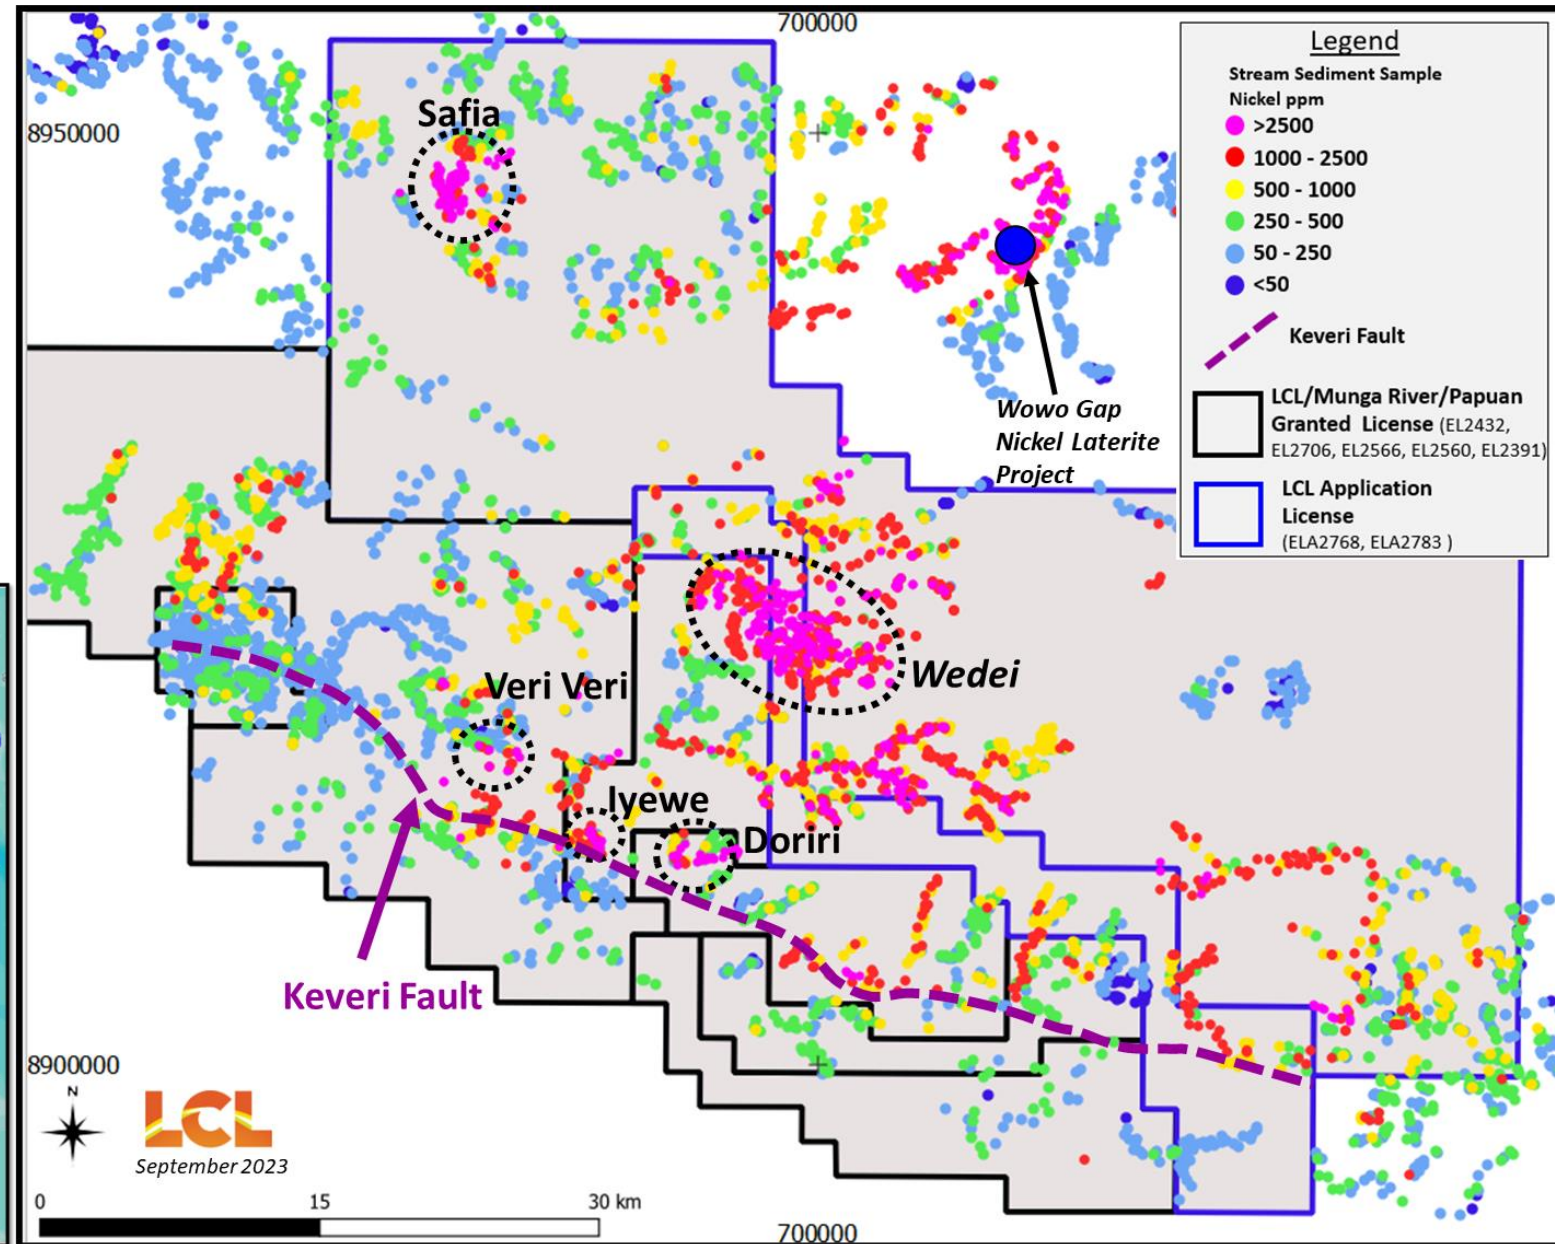 700000
Legend
Stream Sediment Sample
Nickel ppm
>2500
1000 - 2500
500 - 1000
250 - 500
50 - 250
<50
Keveri Fault
LCL/Munga River/Papuan
Granted License (EL2432,
EL2706, EL2566, EL2560, EL2391)
LCL Application
License
(ELA2768, ELA2783 )
Safia
8950000
Wowo Gap
Nickel Laterite
Project
Wedei
Veri Veri
Iyewe
Doriri
Keveri Fault
8900000
N
LCL
September 2023
0 15 30 km
700000